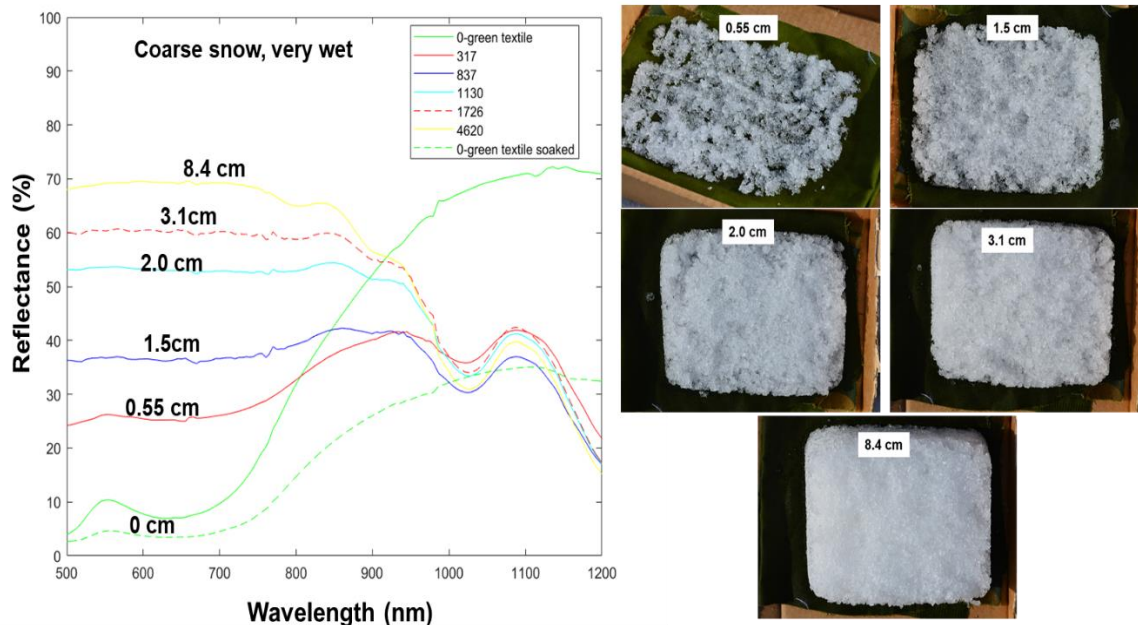 Coarse snow, very wet
0-green textile
317
837
1130
1726
4620
0-green textile soaked
100
90
80
70
60
50
40
30
20
10
0
Reflectance (%)
8.4 cm
3.1cm
2.0 cm
1.5cm
0.55 cm
0 cm
500
600
700
800
900
1000
1100
1200
Wavelength (nm)
0.55 cm
1.5 cm
2.0 cm
3.1 cm
8.4 cm